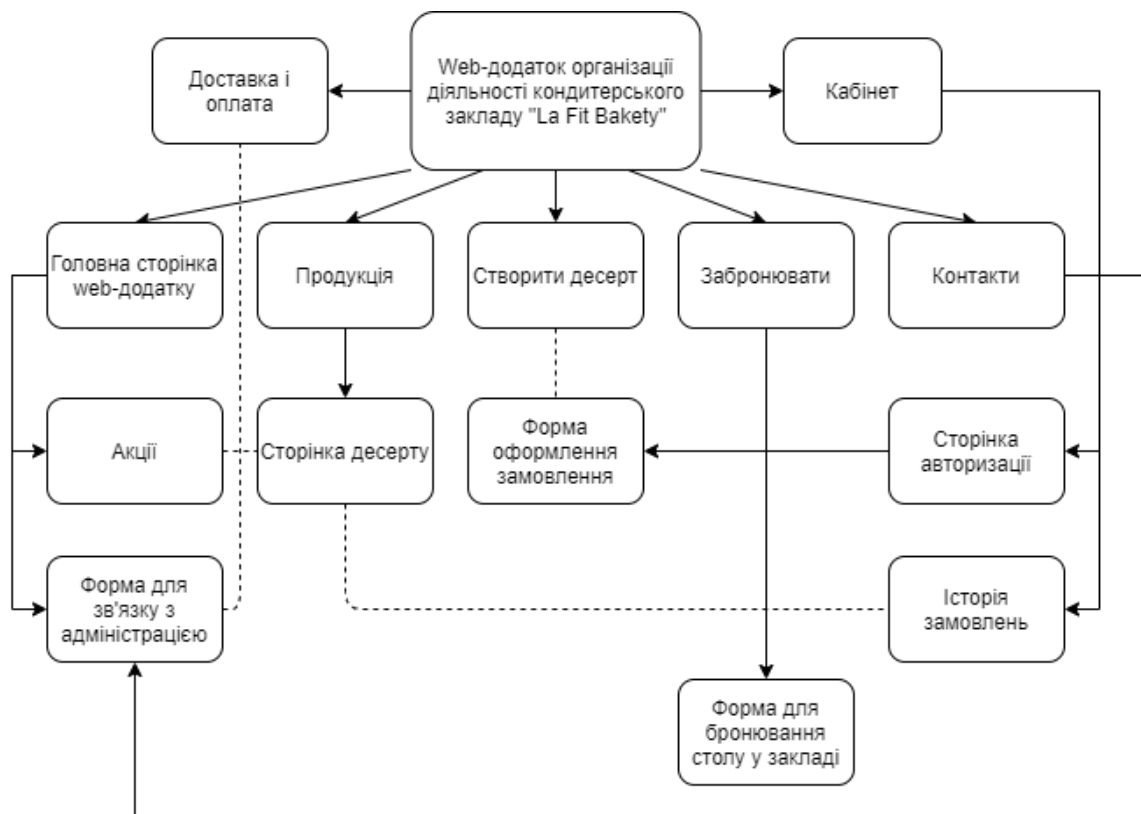 Доставка і
оплата
Web-додаток організації
діяльності кондитерського
закладу "La Fit Bakety"
Кабінет
Головна сторінка
web-додатку
Продукція
Створити десерт
Забронювати
Контакти
Акції
Сторінка десерту
Форма
оформлення
замовлення
Сторінка
авторизації
Форма для
зв'язку з
адміністрацією
Історія
замовлень
Форма для
бронювання
столу у закладі